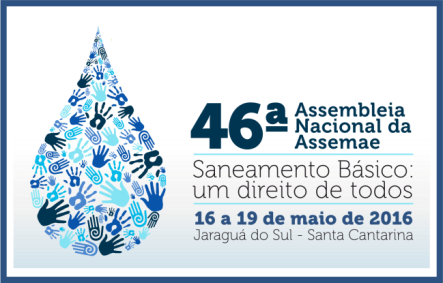 46ª Assembleia
Nacional da
Assemae
Saneamento Básico:
um direito de todos
16 a 19 de maio de 2016
Jaraguá do Sul - Santa Cantarina